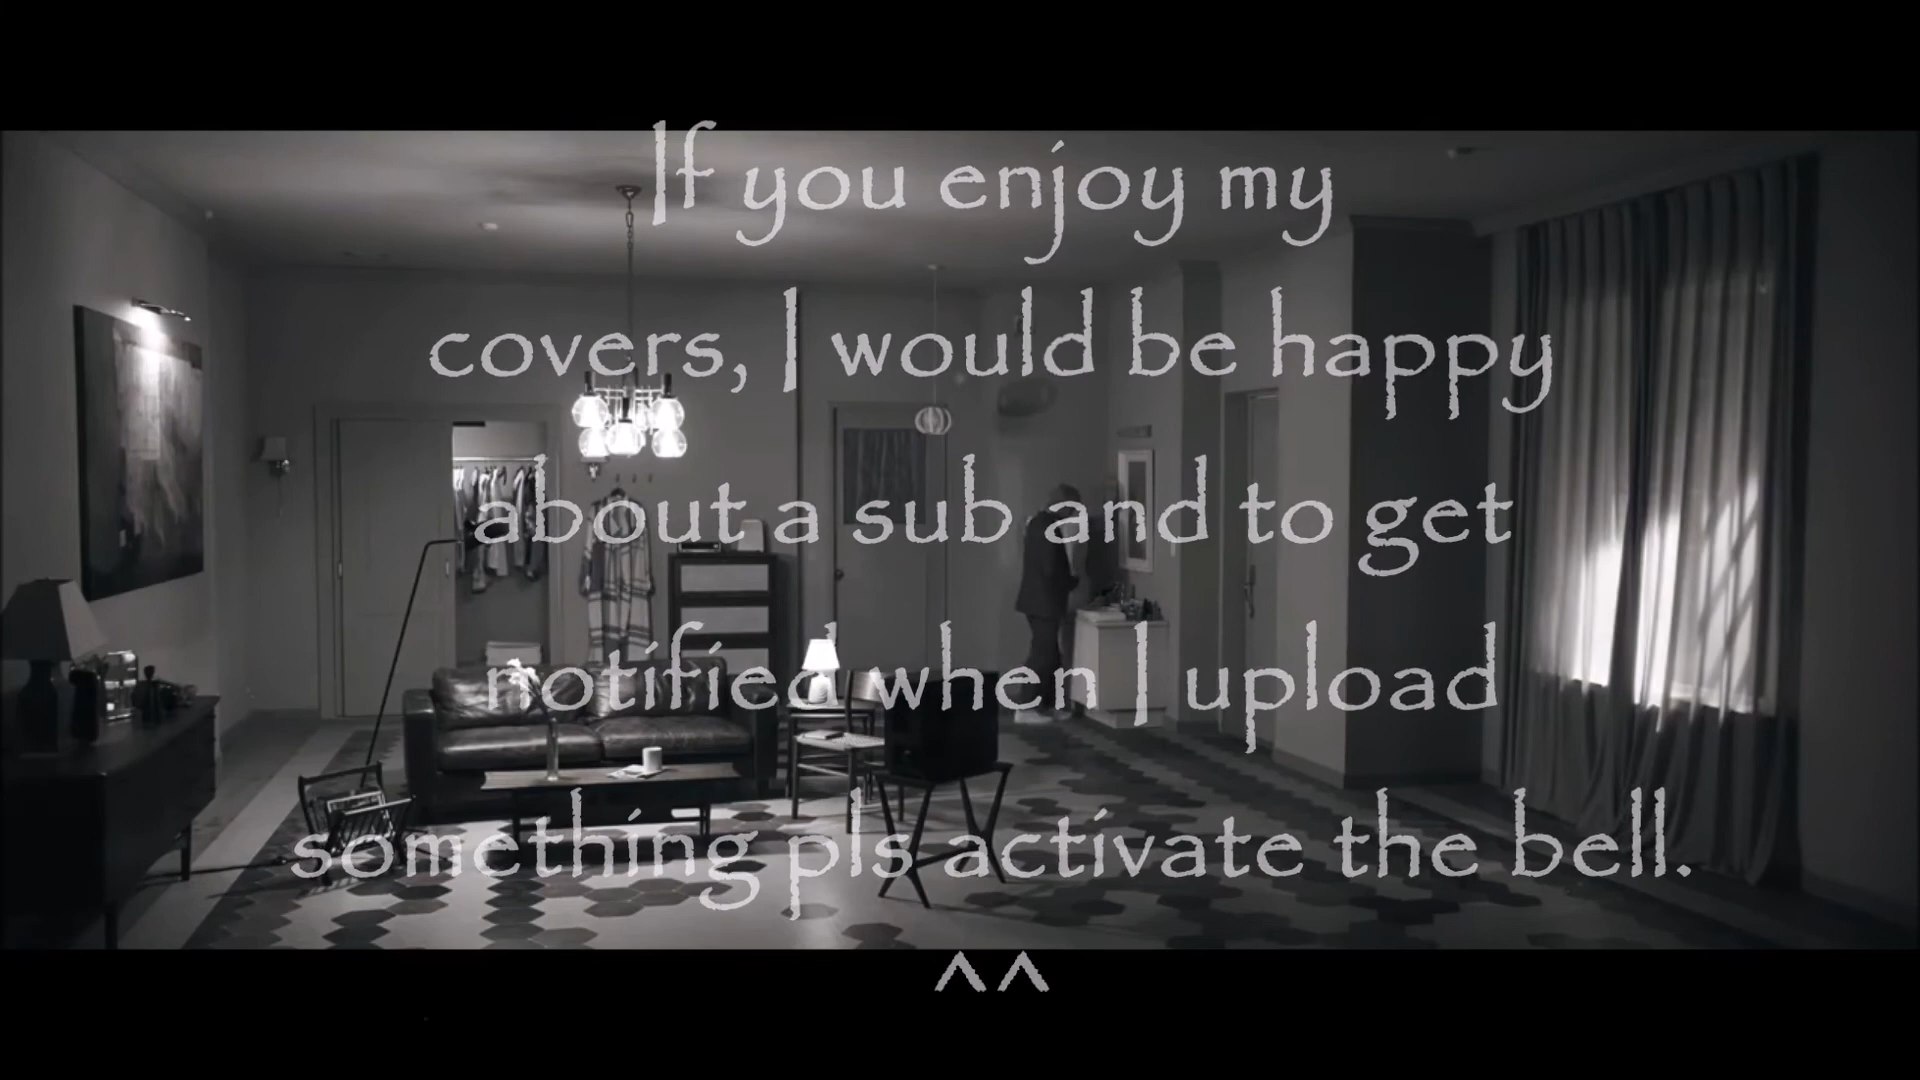 If you enjoy my
covers, I would be happy
about a sub and to get
notified when I upload
something pls activate the bell.
^^